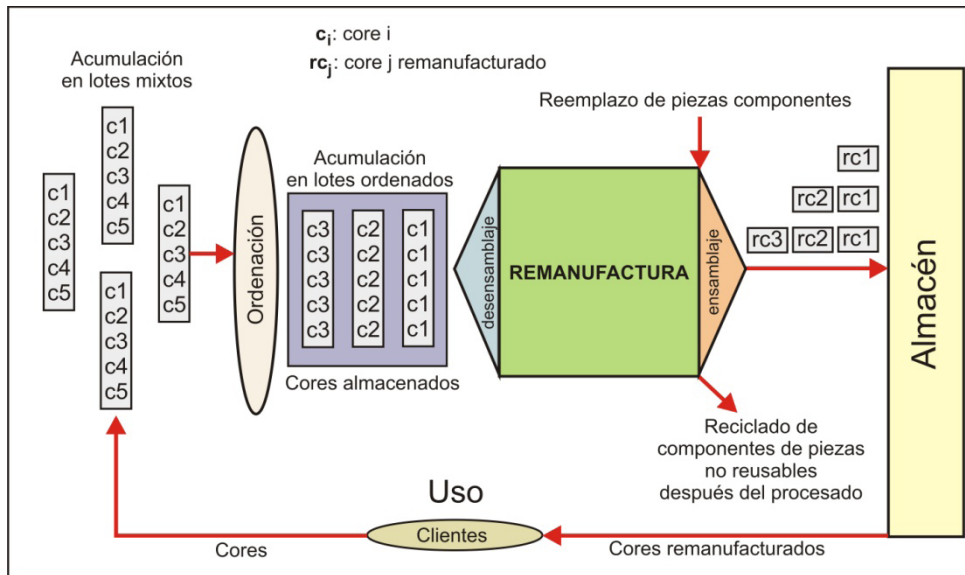 c_i: core i
rc_j: core j remanufacturado
Acumulación
en lotes mixtos
c1
c2
c3
c4
c5
c1
c2
c3
c4
c5
c1
c2
c3
c4
c5
c1
c2
c3
c4
c5
Ordenación
Acumulación
en lotes ordenados
c3
c3
c3
c3
c3
c2
c2
c2
c2
c2
c1
c1
c1
c1
c1
Cores almacenados
desensamblaje
REMANUFACTURA
ensamblaje
Reemplazo de piezas componentes
rc1
rc2 rc1
rc3 rc2 rc1
Almacén
Reciclado de
componentes de piezas
no reusables
después del procesado
Uso
Clientes
Cores
Cores remanufacturados